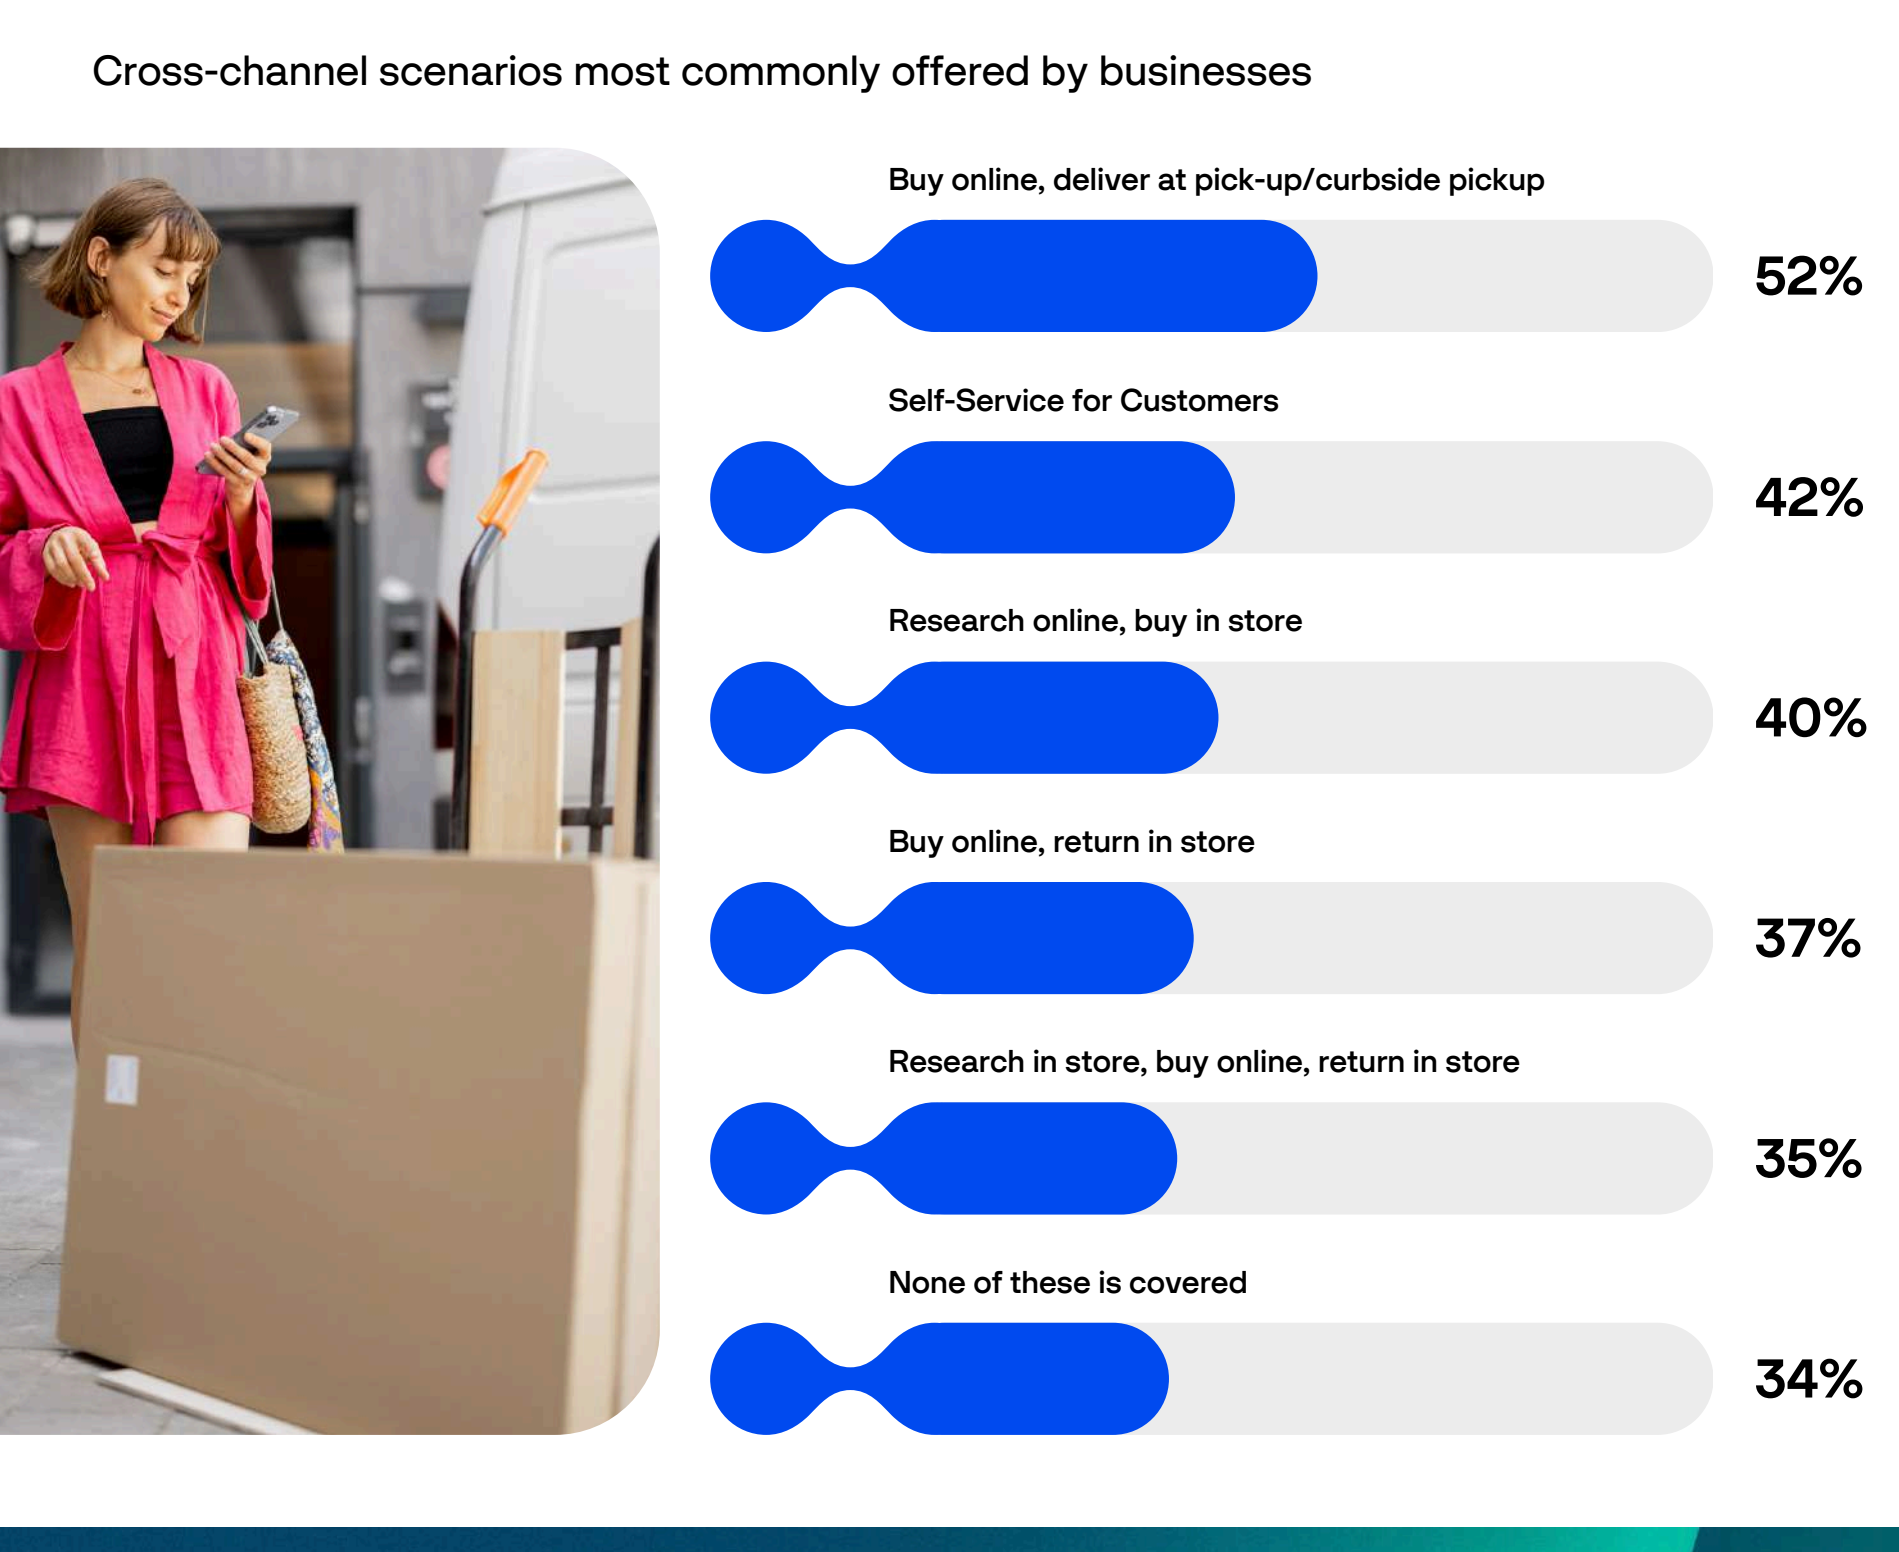 Cross-channel scenarios most commonly offered by businesses
Buy online, deliver at pick-up/curbside pickup
52%
Self-Service for Customers
42%
Research online, buy in store
40%
Buy online, return in store
37%
Research in store, buy online, return in store
35%
None of these is covered
34%